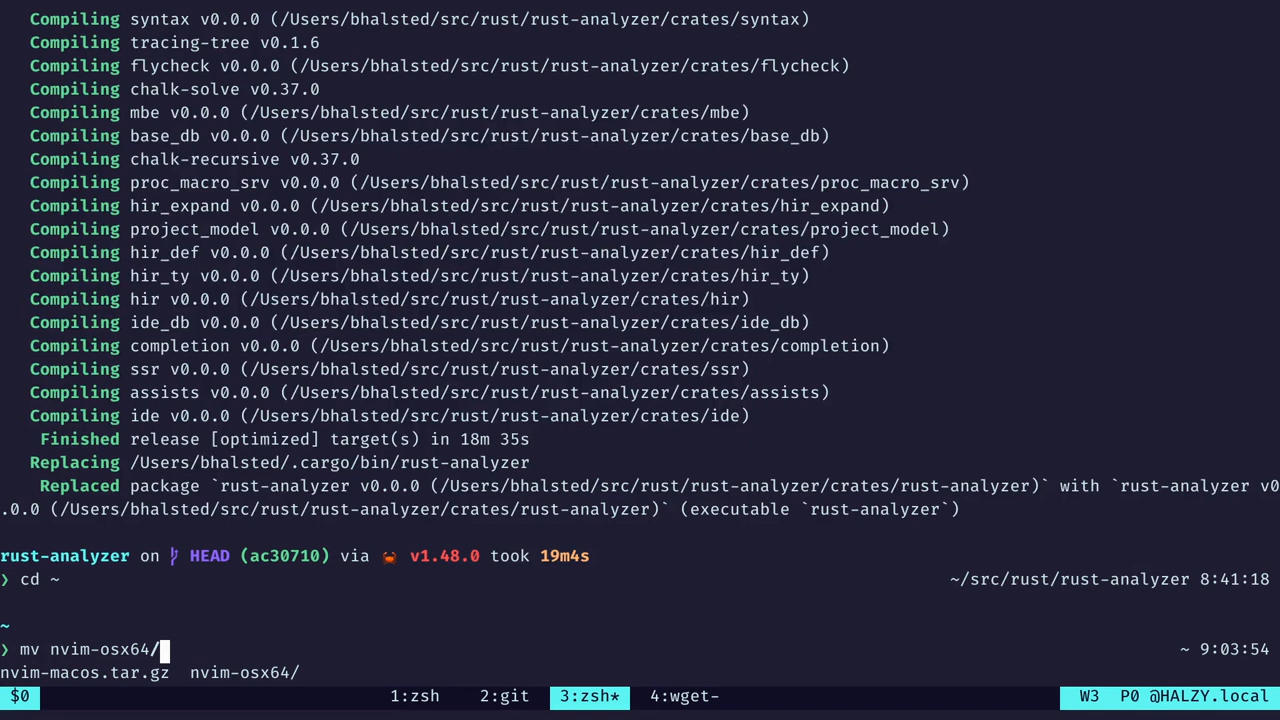 Compiling syntax v0.0.0 (/Users/bhalsted/src/rust/rust-analyzer/crates/syntax)
Compiling tracing-tree v0.1.6
Compiling flycheck v0.0.0 (/Users/bhalsted/src/rust/rust-analyzer/crates/flycheck)
Compiling chalk-solve v0.37.0
Compiling mbe v0.0.0 (/Users/bhalsted/src/rust/rust-analyzer/crates/mbe)
Compiling base_db v0.0.0 (/Users/bhalsted/src/rust/rust-analyzer/crates/base_db)
Compiling chalk-recursive v0.37.0
Compiling proc_macro_srv v0.0.0 (/Users/bhalsted/src/rust/rust-analyzer/crates/proc_macro_srv)
Compiling hir_expand v0.0.0 (/Users/bhalsted/src/rust/rust-analyzer/crates/hir_expand)
Compiling project_model v0.0.0 (/Users/bhalsted/src/rust/rust-analyzer/crates/project_model)
Compiling hir_def v0.0.0 (/Users/bhalsted/src/rust/rust-analyzer/crates/hir_def)
Compiling hir_ty v0.0.0 (/Users/bhalsted/src/rust/rust-analyzer/crates/hir_ty)
Compiling hir v0.0.0 (/Users/bhalsted/src/rust/rust-analyzer/crates/hir)
Compiling ide_db v0.0.0 (/Users/bhalsted/src/rust/rust-analyzer/crates/ide_db)
Compiling completion v0.0.0 (/Users/bhalsted/src/rust/rust-analyzer/crates/completion)
Compiling ssr v0.0.0 (/Users/bhalsted/src/rust/rust-analyzer/crates/ssr)
Compiling assists v0.0.0 (/Users/bhalsted/src/rust/rust-analyzer/crates/assists)
Compiling ide v0.0.0 (/Users/bhalsted/src/rust/rust-analyzer/crates/ide)
Finished release [optimized] target(s) in 18m 35s
Replacing /Users/bhalsted/.cargo/bin/rust-analyzer
Replaced package `rust-analyzer v0.0.0 (/Users/bhalsted/src/rust/rust-analyzer/crates/rust-analyzer)` with `rust-analyzer v0
.0.0 (/Users/bhalsted/src/rust/rust-analyzer/crates/rust-analyzer)` (executable `rust-analyzer`)
rust-analyzer on HEAD (ac30710) via 🦀 v1.48.0 took 19m4s
❯ cd ~ ~/src/rust/rust-analyzer 8:41:18
~
❯ mv nvim-osx64/ ~ 9:03:54
nvim-macos.tar.gz nvim-osx64/
$0 1:zsh 2:git 3:zsh* 4:wget- W3 P0 @HALZY.local